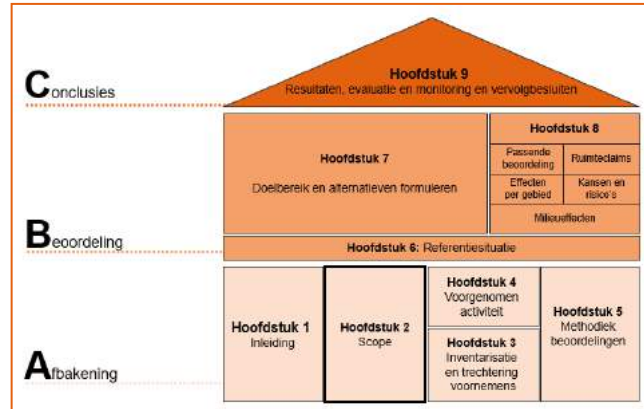 Hoofdstuk 9
Resultaten, evaluatie en monitoring en vervolgbesluiten
Conclusies
Hoofdstuk 7
Doelbereik en alternatieven formuleren
Hoofdstuk 8
Passende
beoordeling
Ruimteclaims
Effecten
per gebied
Kansen en
risico's
Milieueffecten
Beoordeling
Hoofdstuk 6: Referentiesituatie
Hoofdstuk 1
Inleiding
Hoofdstuk 2
Scope
Hoofdstuk 4
Voorgenomen
activiteit
Hoofdstuk 3
Inventarisatie
en trechtering
voornemens
Hoofdstuk 5
Methodiek
beoordelingen
Afbakening